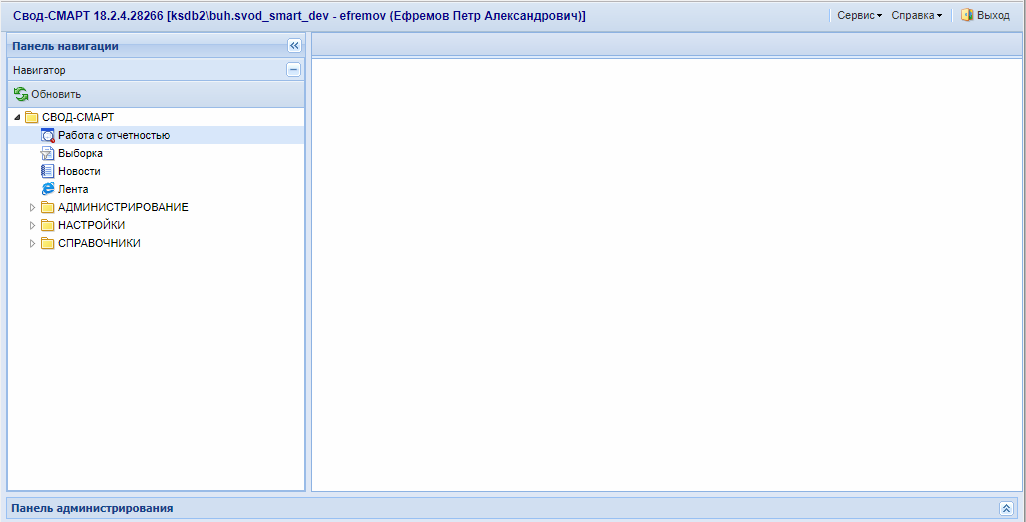 Свод-СМАРТ 18.2.4.28266 [ksdb2\buh.svod_smart_dev - efremov (Ефремов Петр Александрович)]
Сервис Справка Выход
Панель навигации
Навигатор
Обновить
СВОД-СМАРТ
Работа с отчетностью
Выборка
Новости
Лента
АДМИНИСТРИРОВАНИЕ
НАСТРОЙКИ
СПРАВОЧНИКИ
Панель администрирования